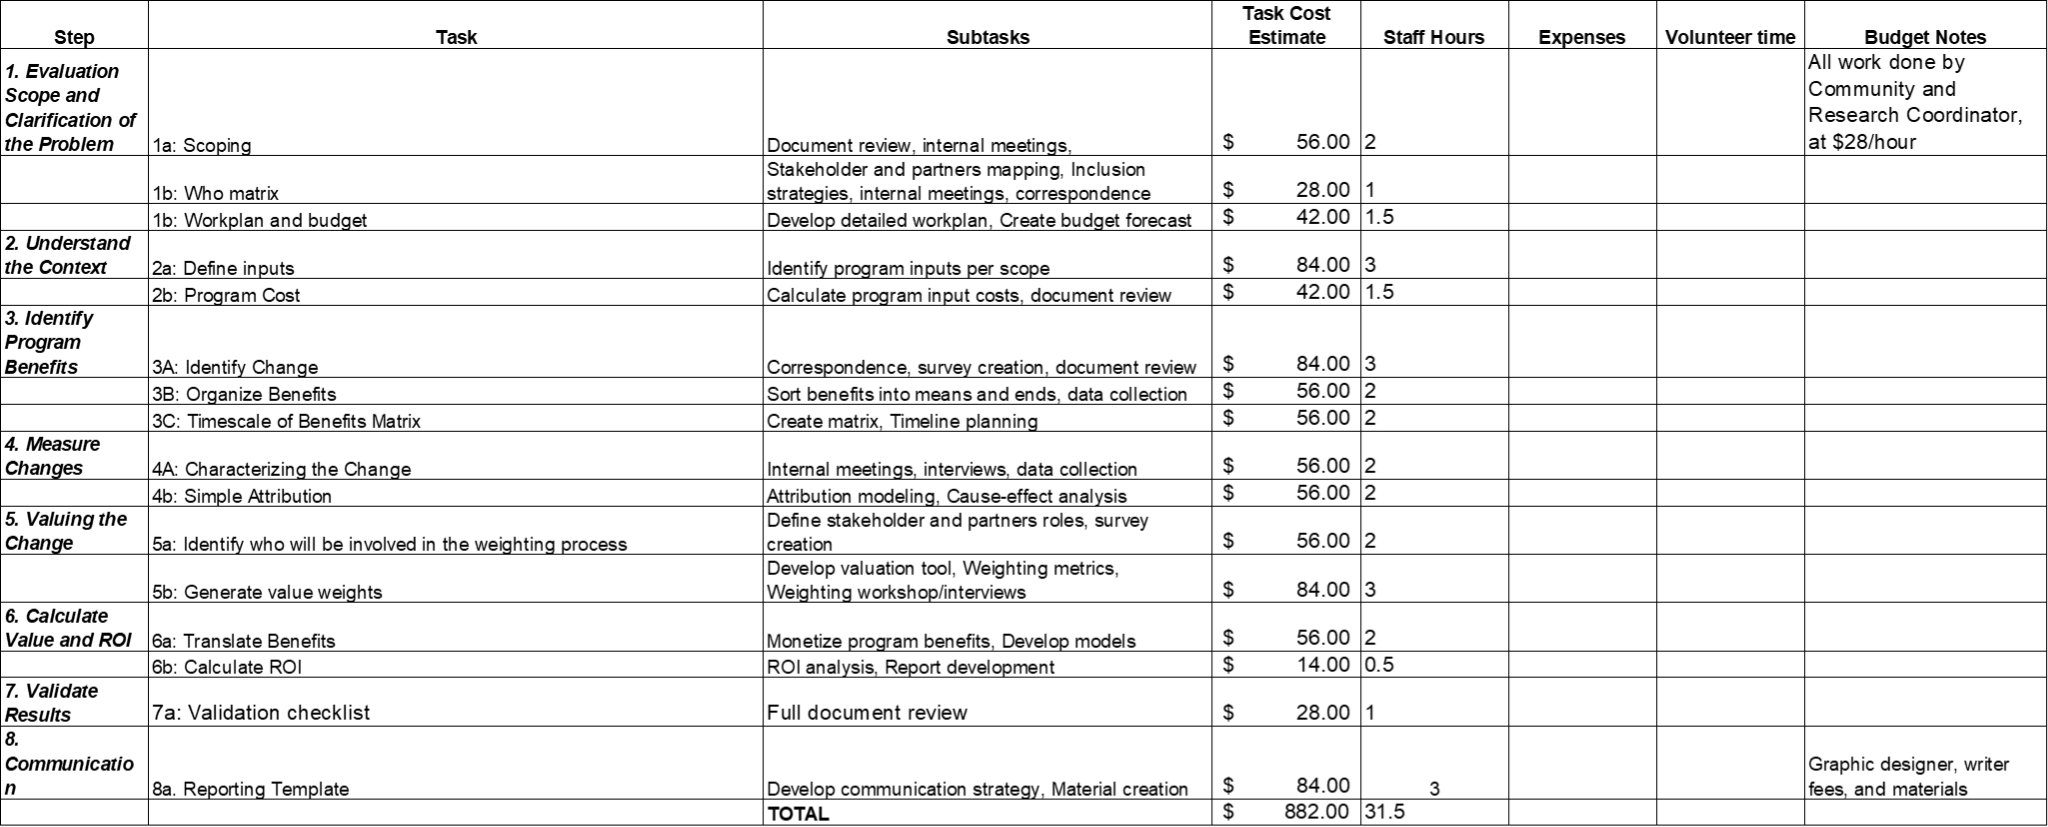 Step Task Subtasks Task Cost Estimate Staff Hours Expenses Volunteer time Budget Notes
1. Evaluation Scope and Clarification of the Problem 1a: Scoping Document review, internal meetings, $ 56.00 2 All work done by Community and Research Coordinator, at $28/hour
1b: Who matrix Stakeholder and partners mapping, Inclusion strategies, internal meetings, correspondence $ 28.00 1
1b: Workplan and budget Develop detailed workplan, Create budget forecast $ 42.00 1.5
2. Understand the Context 2a: Define inputs Identify program inputs per scope $ 84.00 3
2b: Program Cost Calculate program input costs, document review $ 42.00 1.5
3. Identify Program Benefits 3A: Identify Change Correspondence, survey creation, document review $ 84.00 3
3B: Organize Benefits Sort benefits into means and ends, data collection $ 56.00 2
3C: Timescale of Benefits Matrix Create matrix, Timeline planning $ 56.00 2
4. Measure Changes 4A: Characterizing the Change Internal meetings, interviews, data collection $ 56.00 2
4b: Simple Attribution Attribution modeling, Cause-effect analysis $ 56.00 2
5. Valuing the Change 5a: Identify who will be involved in the weighting process Define stakeholder and partners roles, survey creation $ 56.00 2
5b: Generate value weights Develop valuation tool, Weighting metrics, Weighting workshop/interviews $ 84.00 3
6. Calculate Value and ROI 6a: Translate Benefits Monetize program benefits, Develop models $ 56.00 2
6b: Calculate ROI ROI analysis, Report development $ 14.00 0.5
7. Validate Results 7a: Validation checklist Full document review $ 28.00 1
8. Communicatio n 8a. Reporting Template Develop communication strategy, Material creation $ 84.00 3 Graphic designer, writer fees, and materials
TOTAL $ 882.00 31.5